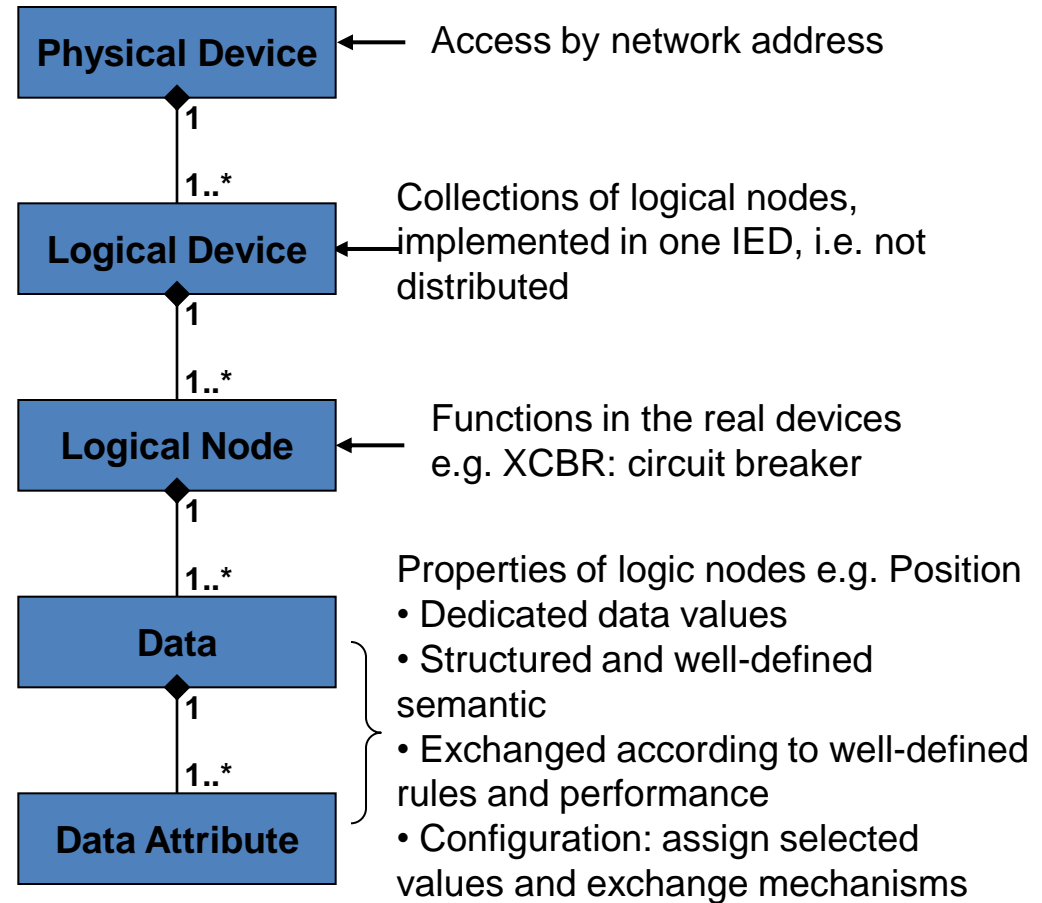 Physical Device
Access by network address
1
1..*
Logical Device
Collections of logical nodes,
implemented in one IED, i.e. not
distributed
1
1..*
Logical Node
Functions in the real devices
e.g. XCBR: circuit breaker
1
1..*
Data
Properties of logic nodes e.g. Position
• Dedicated data values
• Structured and well-defined
semantic
• Exchanged according to well-defined
rules and performance
• Configuration: assign selected
values and exchange mechanisms
1
1..*
Data Attribute